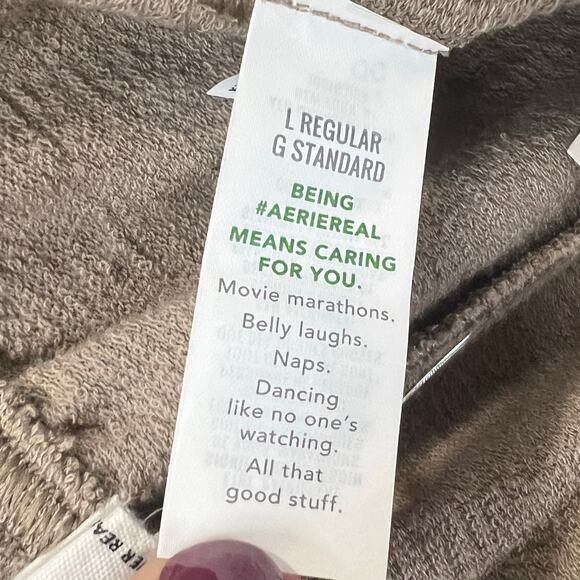 L REGULAR
G STANDARD
BEING
#AERIEREAL
MEANS CARING
FOR YOU.
Movie marathons.
Belly laughs.
Naps.
Dancing
like no one's
watching.
All that
good stuff.